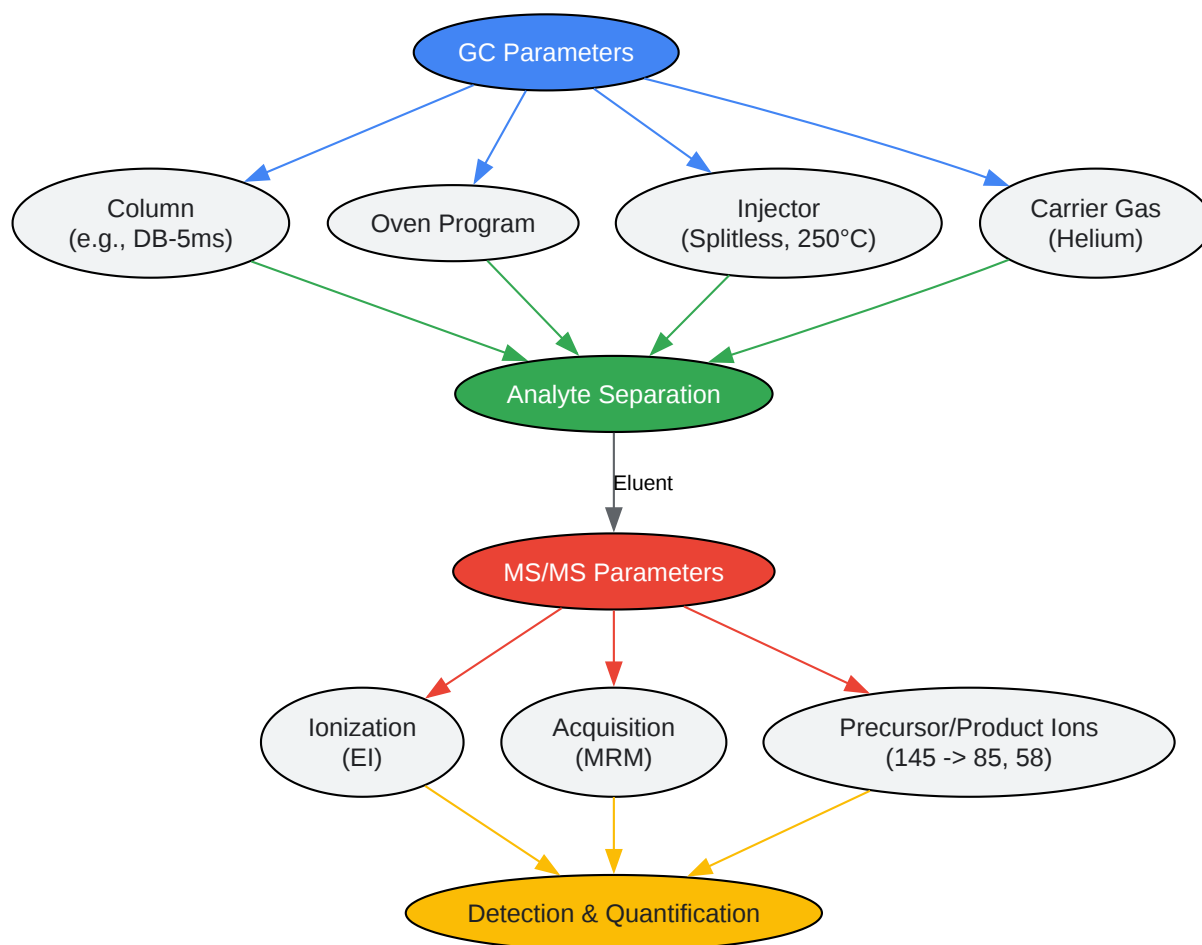 GC Parameters
Column
(e.g., DB-5ms)
Oven Program
Injector
(Splitless, 250°C)
Carrier Gas
(Helium)
Analyte Separation
Eluent
MS/MS Parameters
Ionization
(EI)
Acquisition
(MRM)
Precursor/Product Ions
(145 -> 85, 58)
Detection & Quantification